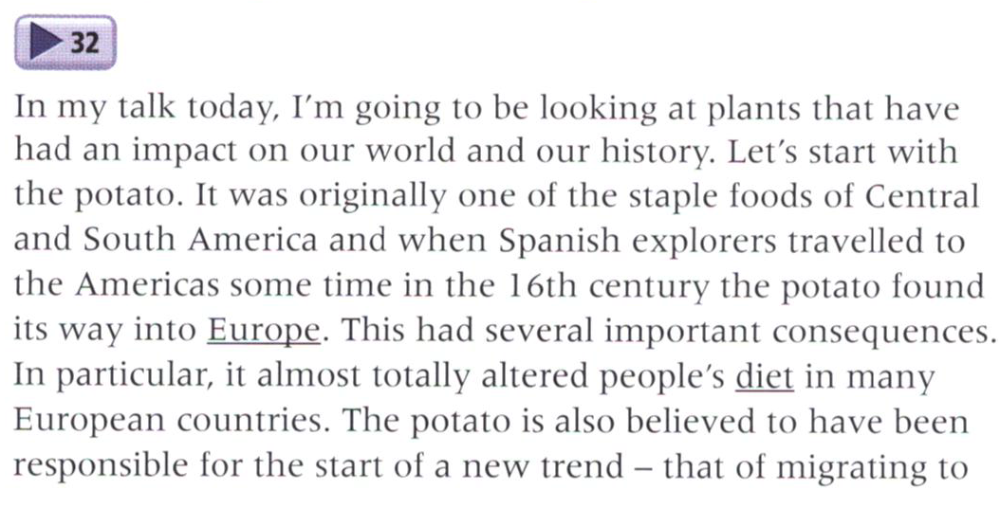 32
In my talk today, I'm going to be looking at plants that have
had an impact on our world and our history. Let's start with
the potato. It was originally one of the staple foods of Central
and South America and when Spanish explorers travelled to
the Americas some time in the 16th century the potato found
its way into Europe. This had several important consequences.
In particular, it almost totally altered people's diet in many
European countries. The potato is also believed to have been
responsible for the start of a new trend – that of migrating to